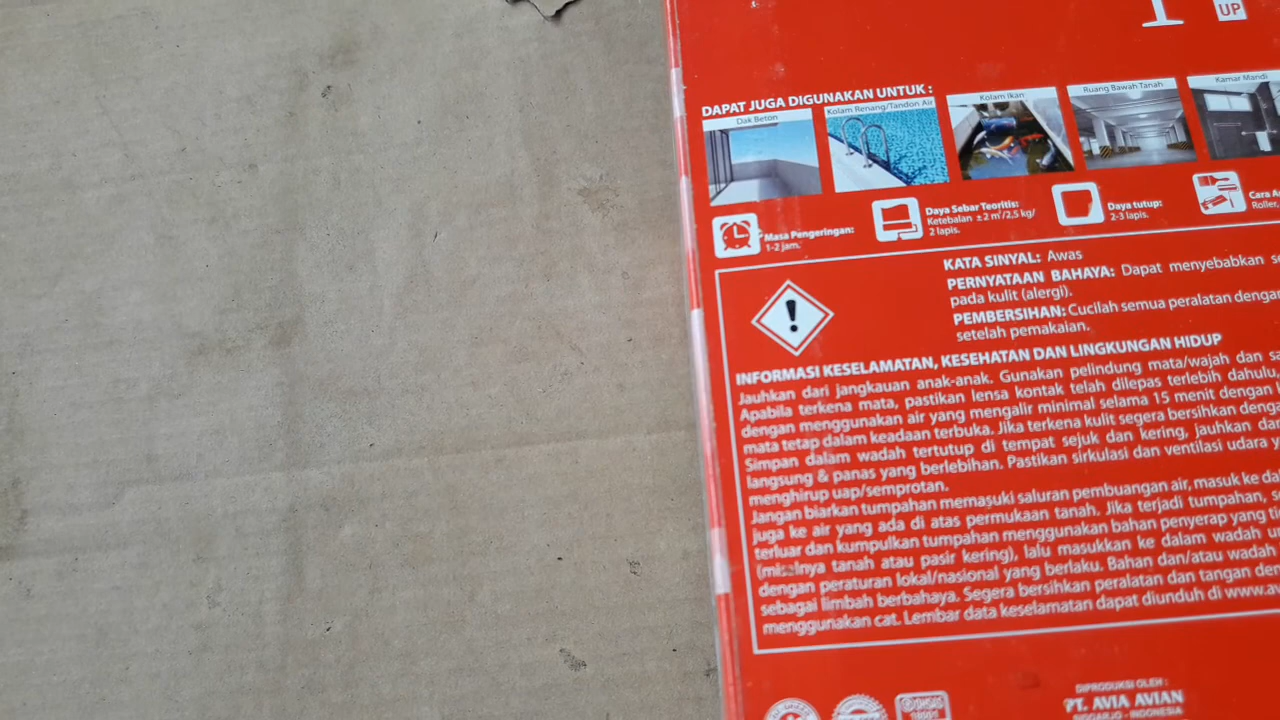 UP
DAPAT JUGA DIGUNAKAN UNTUK :
Dak Beton
Kolam Renang/Tandon Air
Kolam Ikan
Ruang Bawah Tanah
Kamar Mandi
Masa Pengeringan:
1-2 jam.
Daya Sebar Teoritis:
Ketebalan ±2 m²/2,5 kg/
2 lapis.
Daya tutup:
2-3 lapis.
Cara
Roller,
KATA SINYAL: Awas
PERNYATAAN BAHAYA: Dapat menyebabkan
pada kulit (alergi).
PEMBERSIHAN: Cucilah semua peralatan dengan
setelah pemakaian.
INFORMASI KESELAMATAN, KESEHATAN DAN LINGKUNGAN HIDUP
Jauhkan dari jangkauan anak-anak. Gunakan pelindung mata/wajah dan
Apabila terkena mata, pastikan lensa kontak telah dilepas terlebih dahulu,
dengan menggunakan air yang mengalir minimal selama 15 menit dengan
mata tetap dalam keadaan terbuka. Jika terkena kulit segera bersihkan
Simpan dalam wadah tertutup di tempat sejuk dan kering, jauhkan
langsung & panas yang berlebihan. Pastikan sirkulasi dan ventilasi udara
menghirup uap/semprotan.
Jangan biarkan tumpahan memasuki saluran pembuangan air, masuk ke
juga ke air yang ada di atas permukaan tanah. Jika terjadi tumpahan,
terluar dan kumpulkan tumpahan menggunakan bahan penyerap yang
(misalnya tanah atau pasir kering), lalu masukkan ke dalam wadah
dengan peraturan lokal/nasional yang berlaku. Bahan dan/atau wadah
sebagai limbah berbahaya. Segera bersihkan peralatan dan tangan
menggunakan cat. Lembar data keselamatan dapat diunduh di www.av
DIPRODUKSI OLEH :
PT. AVIA AVIAN
SIDOARJO - INDONESIA